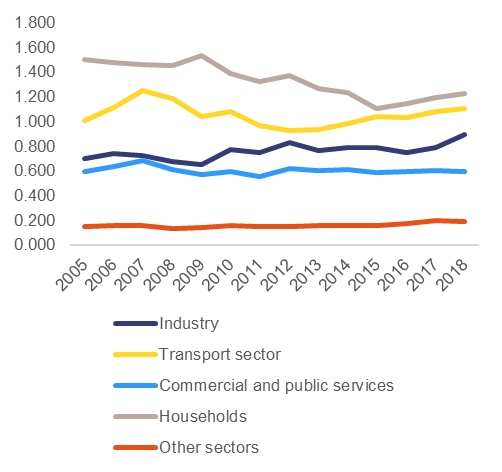 1.800
1.600
1.400
1.200
1.000
0.800
0.600
0.400
0.200
0.000
2005 2006 2007 2008 2009 2010 2011 2012 2013 2014 2015 2016 2017 2018
Industry
Transport sector
Commercial and public services
Households
Other sectors